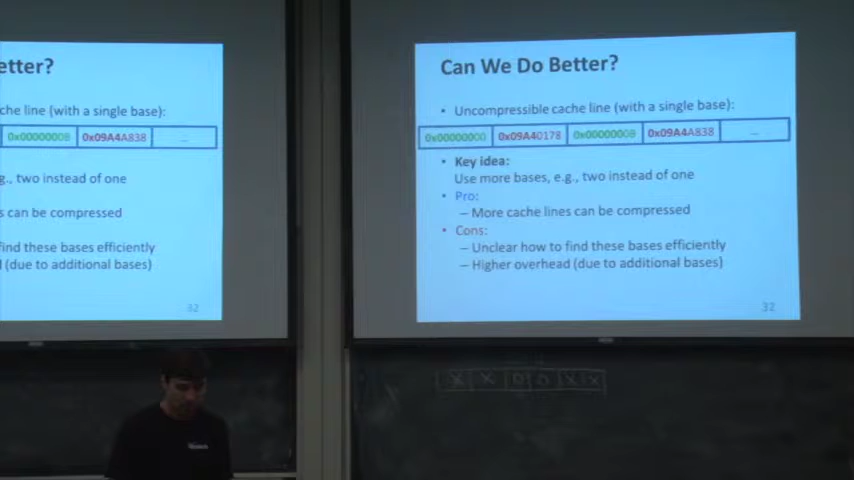 etter?
che line (with a single base):
0x09A4A838
...
g., two instead of one
s can be compressed
find these bases efficiently
(due to additional bases)
32
Can We Do Better?
• Uncompressible cache line (with a single base):
0x00000000 0x09A40178 0x0000000B 0x09A4A838 ...
• Key idea:
Use more bases, e.g., two instead of one
• Pro:
– More cache lines can be compressed
• Cons:
– Unclear how to find these bases efficiently
– Higher overhead (due to additional bases)
32